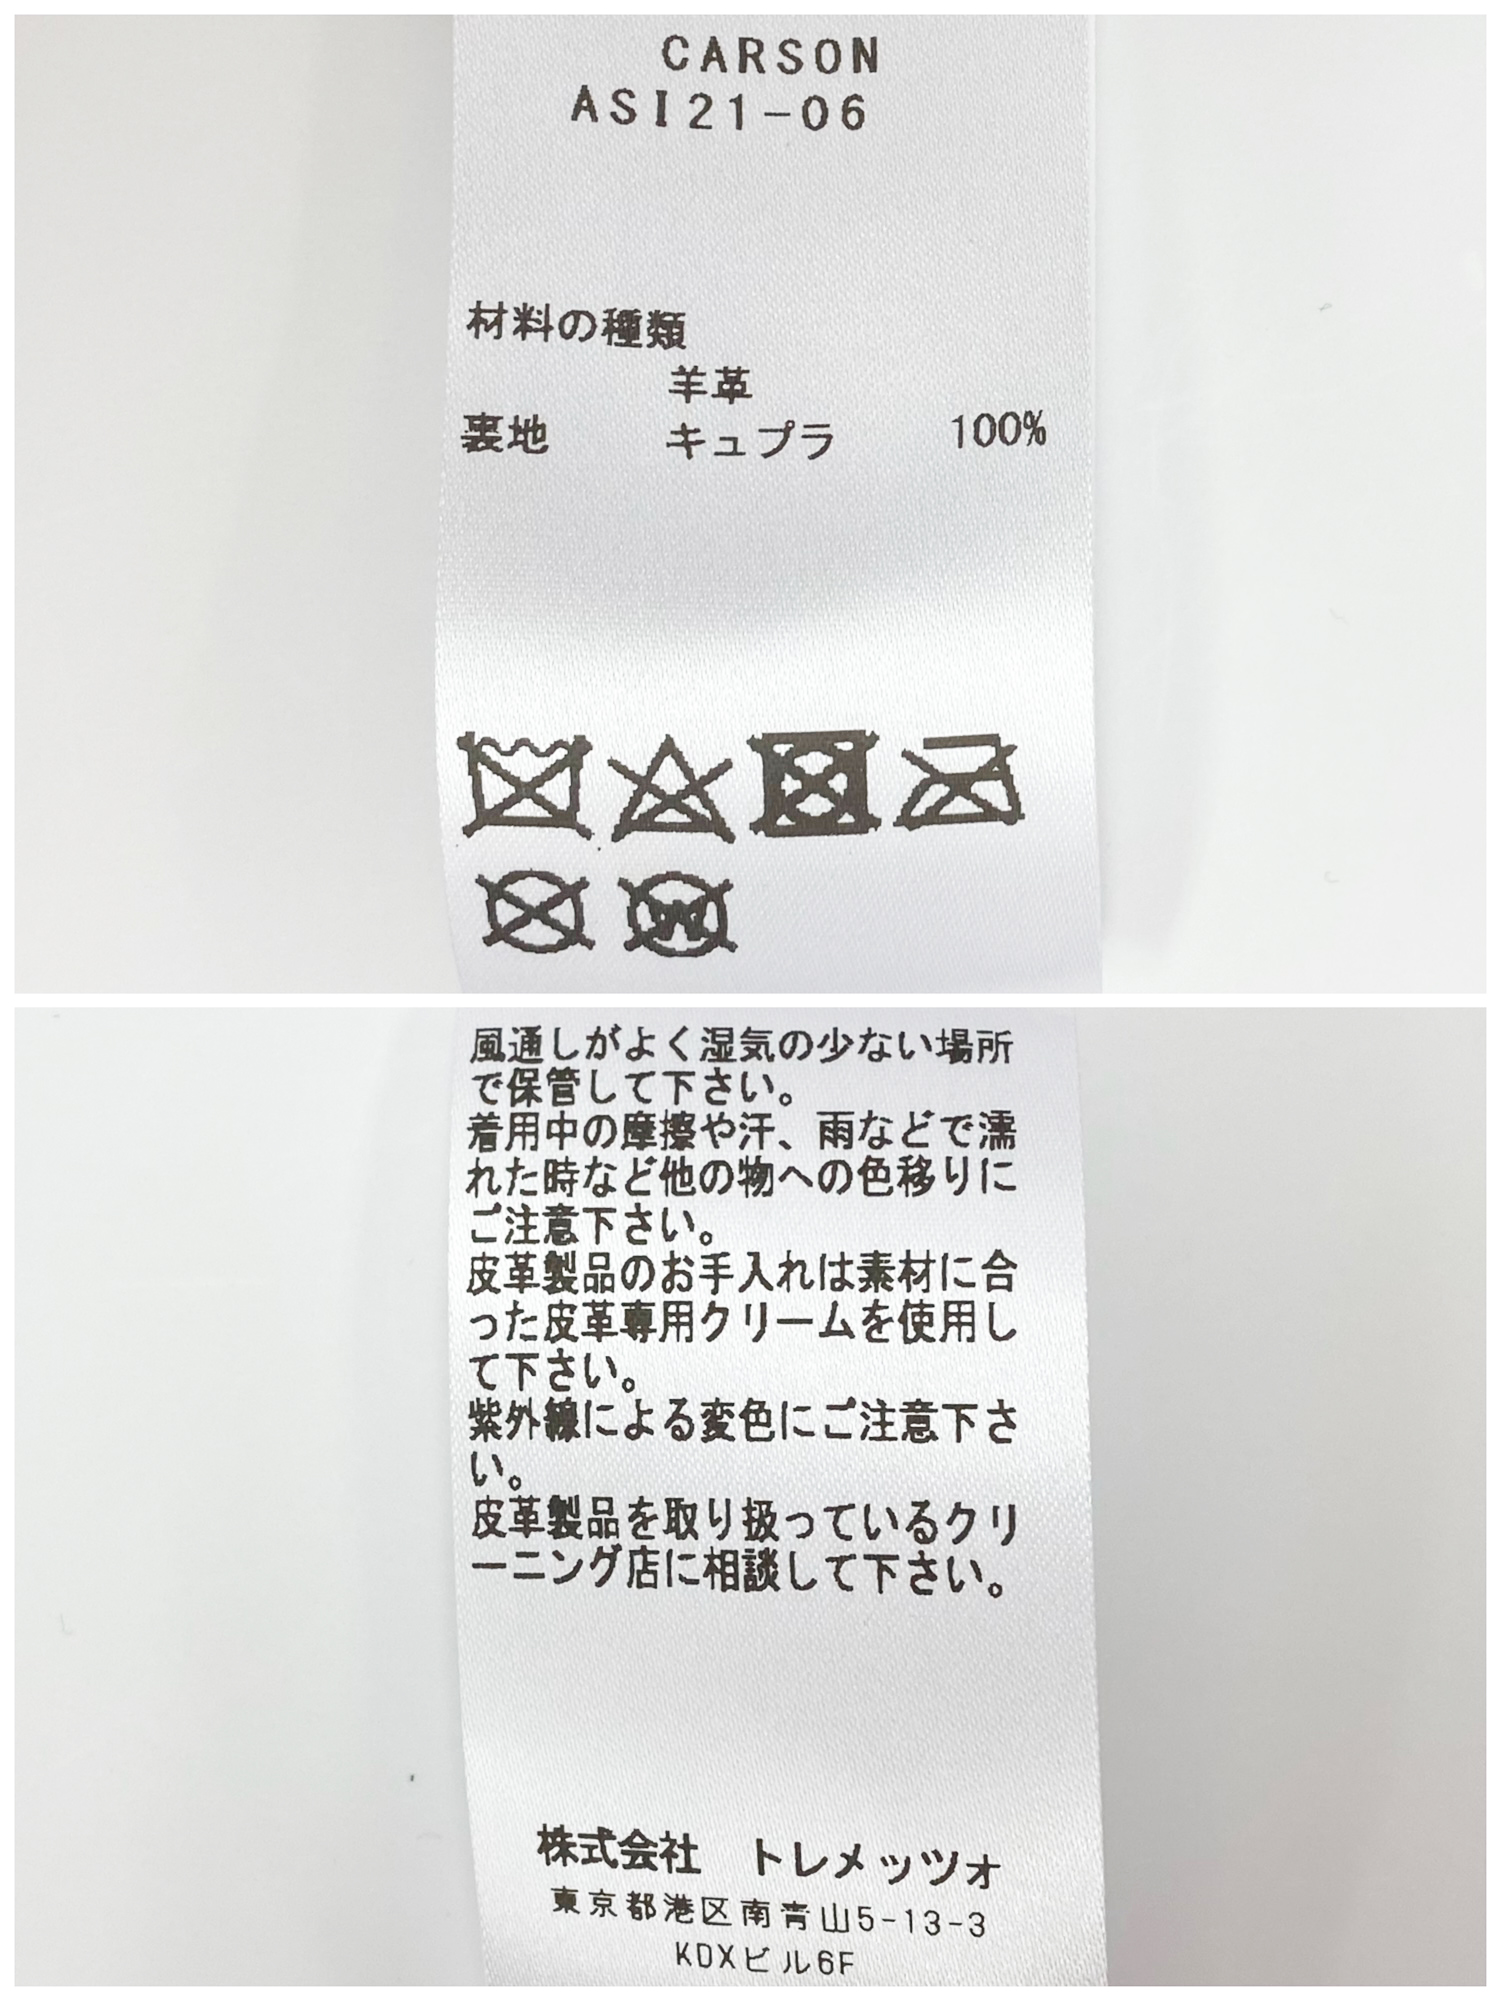 CARSON
ASI21-06
材料の種類
羊革
裏地 キュプラ 100%
W
風通しがよく湿気の少ない場所
で保管して下さい。
着用中の摩擦や汗、雨などで濡
れた時など他の物への色移りに
ご注意下さい。
皮革製品のお手入れは素材に合
った皮革専用クリームを使用し
て下さい。
紫外線による変色にご注意下さ
い。
皮革製品を取り扱っているクリ
ーニング店に相談して下さい。
株式会社 トレメッツォ
東京都港区南青山5-13-3
KDXビル6F